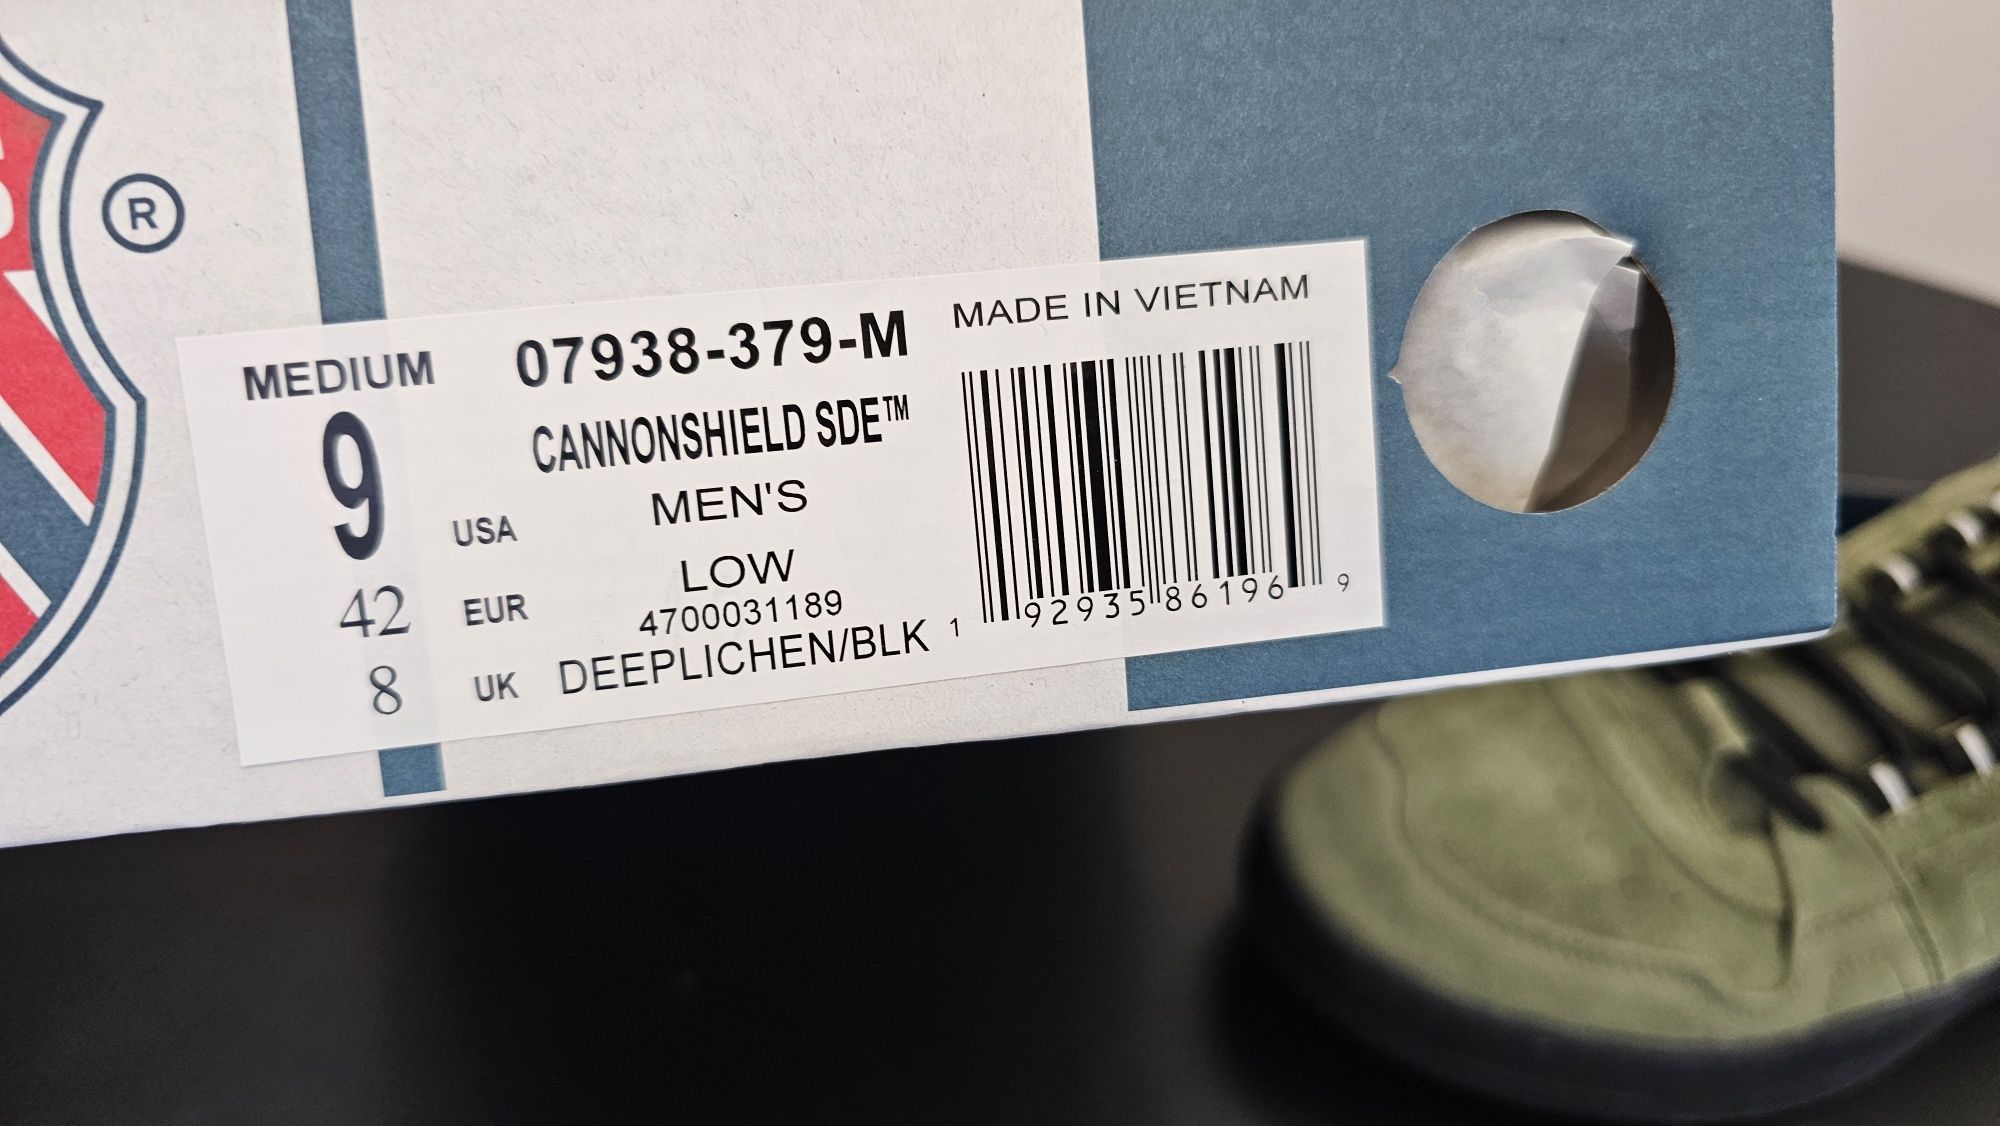 ®
MEDIUM 07938-379-M MADE IN VIETNAM
CANNONSHIELD SDE™
9 USA MEN'S
LOW
42 EUR 4700031189
8 UK DEEPLICHEN/BLK
1 92935 86196 9